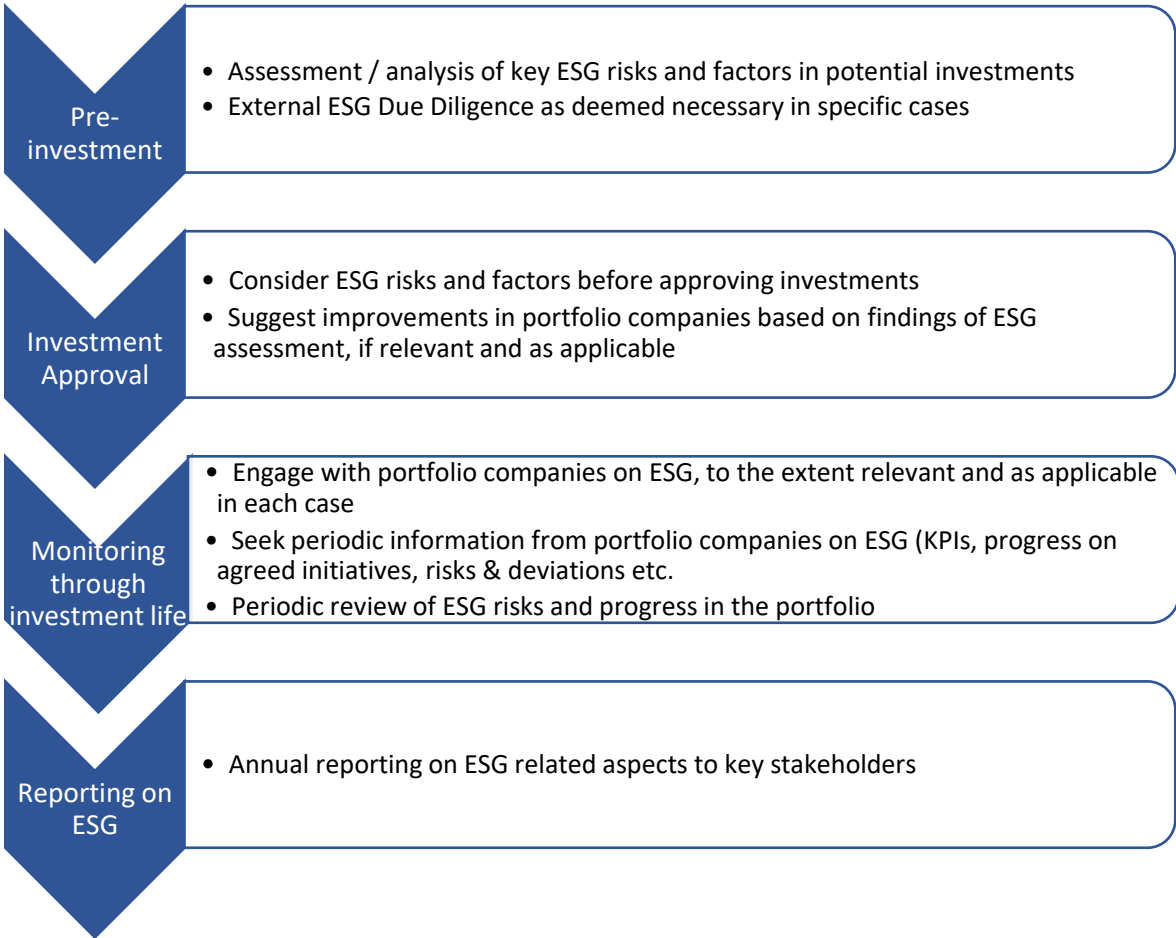 Pre-
investment
• Assessment / analysis of key ESG risks and factors in potential investments
• External ESG Due Diligence as deemed necessary in specific cases
Investment
Approval
• Consider ESG risks and factors before approving investments
• Suggest improvements in portfolio companies based on findings of ESG
assessment, if relevant and as applicable
Monitoring
through
investment life
• Engage with portfolio companies on ESG, to the extent relevant and as applicable
in each case
• Seek periodic information from portfolio companies on ESG (KPIs, progress on
agreed initiatives, risks & deviations etc.
• Periodic review of ESG risks and progress in the portfolio
Reporting on
ESG
• Annual reporting on ESG related aspects to key stakeholders